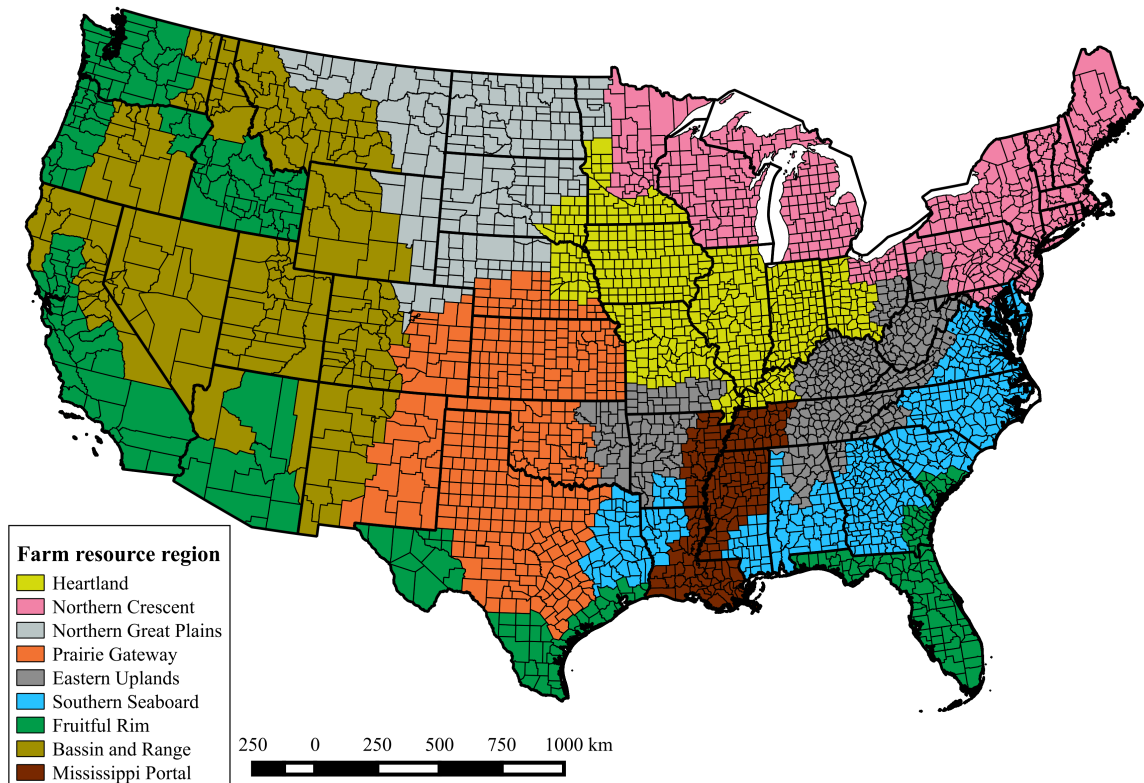 Farm resource region
Heartland
Northern Crescent
Northern Great Plains
Prairie Gateway
Eastern Uplands
Southern Seaboard
Fruitful Rim
Bassin and Range
Mississippi Portal
250 0 250 500 750 1000 km